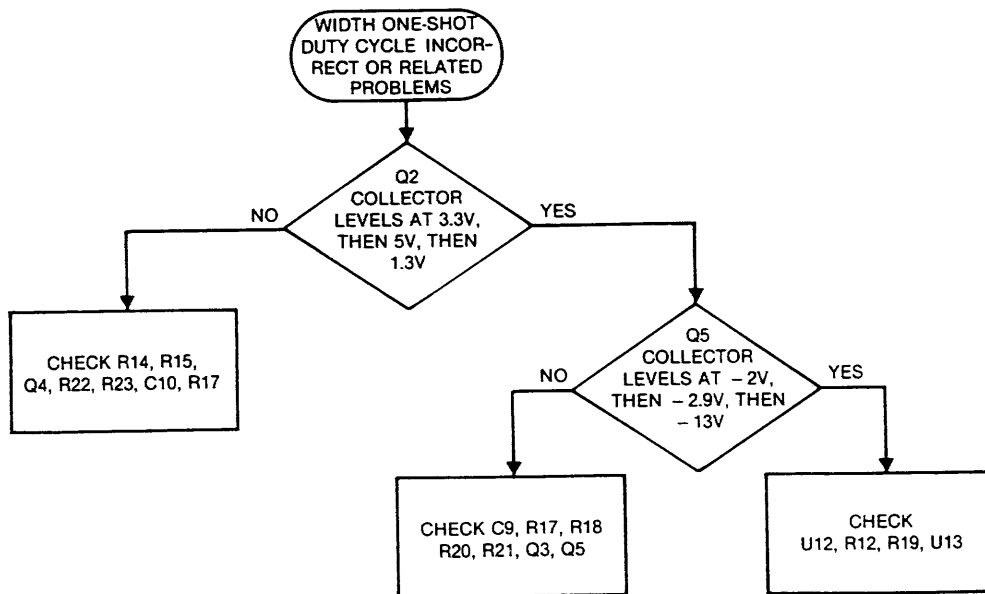 WIDTH ONE-SHOT
DUTY CYCLE INCOR-
RECT OR RELATED
PROBLEMS
Q2
COLLECTOR
LEVELS AT 3.3V,
THEN 5V, THEN
1.3V
NO
YES
CHECK R14, R15,
Q4, R22, R23, C10, R17
Q5
COLLECTOR
LEVELS AT – 2V,
THEN – 2.9V, THEN
– 13V
NO
YES
CHECK C9, R17, R18
R20, R21, Q3, Q5
CHECK
U12, R12, R19, U13